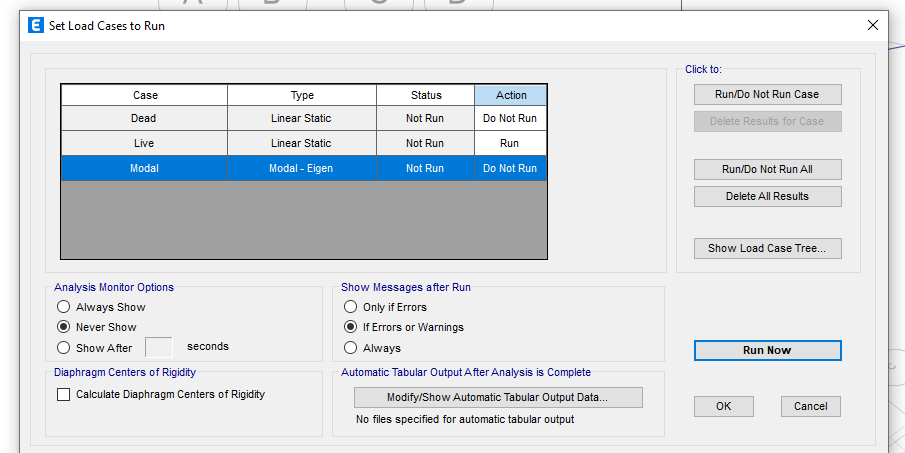 A B C D
E Set Load Cases to Run
Click to:
Case Type Status Action
Dead Linear Static Not Run Do Not Run
Live Linear Static Not Run Run
Modal Modal - Eigen Not Run Do Not Run
Run/Do Not Run Case
Delete Results for Case
Run/Do Not Run All
Delete All Results
Show Load Case Tree...
Analysis Monitor Options
Always Show
Never Show
Show After seconds
Show Messages after Run
Only if Errors
If Errors or Warnings
Always
Run Now
Diaphragm Centers of Rigidity
Calculate Diaphragm Centers of Rigidity
Automatic Tabular Output After Analysis is Complete
Modify/Show Automatic Tabular Output Data...
No files specified for automatic tabular output
OK Cancel